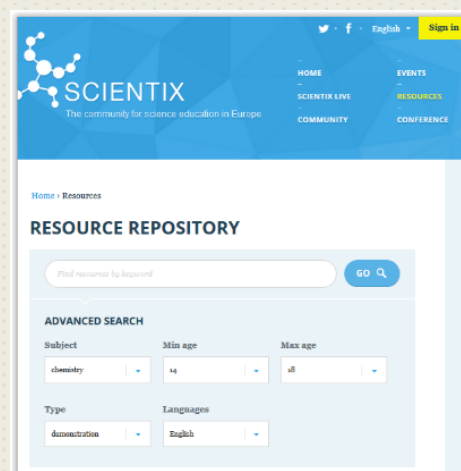 English
Sign in
SCIENTIX
The community for science education in Europe
HOME
EVENTS
SCIENTIX LIVE
RESOURCES
COMMUNITY
CONFERENCE
Home › Resources
RESOURCE REPOSITORY
Find resources by keyword
GO
ADVANCED SEARCH
Subject Min age Max age
chemistry 14 18
Type Languages
demonstration English